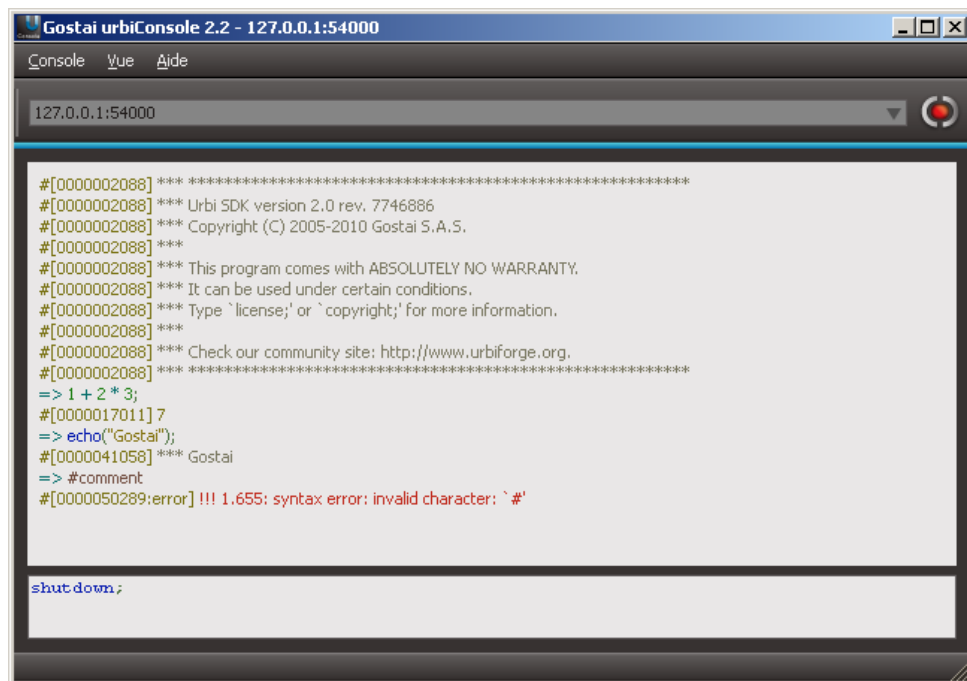 Gostai urbiConsole 2.2 - 127.0.0.1:54000
Console Vue Aide
127.0.0.1:54000
#[0000002088] *** ********************************************************
#[0000002088] *** Urbi SDK version 2.0 rev. 7746886
#[0000002088] *** Copyright (C) 2005-2010 Gostai S.A.S.
#[0000002088] ***
#[0000002088] *** This program comes with ABSOLUTELY NO WARRANTY.
#[0000002088] *** It can be used under certain conditions.
#[0000002088] *** Type `license;' or `copyright;' for more information.
#[0000002088] ***
#[0000002088] *** Check our community site: http://www.urbiforge.org.
#[0000002088] *** ********************************************************
=> 1 + 2 * 3;
#[0000017011] 7
=> echo("Gostai");
#[0000041058] *** Gostai
=> #comment
#[0000050289:error] !!! 1.655: syntax error: invalid character: `#'
shutdown;